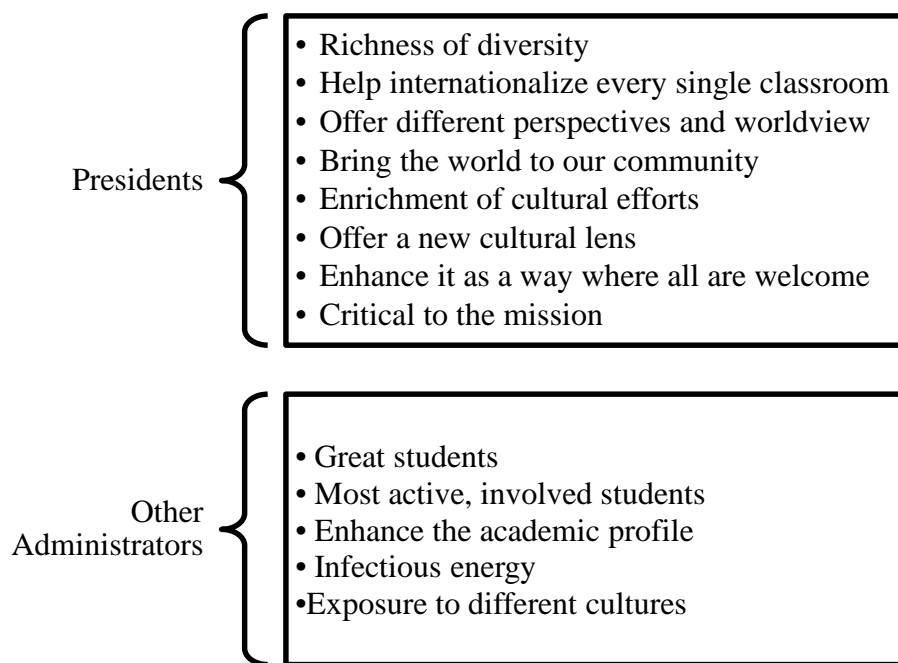 Presidents
• Richness of diversity
• Help internationalize every single classroom
• Offer different perspectives and worldview
• Bring the world to our community
• Enrichment of cultural efforts
• Offer a new cultural lens
• Enhance it as a way where all are welcome
• Critical to the mission
Other
Administrators
• Great students
• Most active, involved students
• Enhance the academic profile
• Infectious energy
•Exposure to different cultures